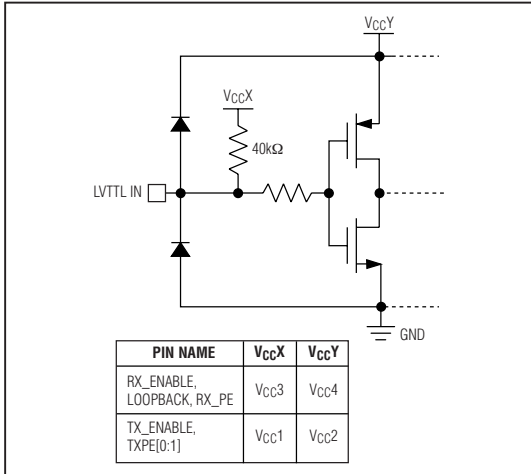 VCCY
VCCX
40kΩ
LVTTL IN
GND
PIN NAME VCCX VCCY
RX_ENABLE,
LOOPBACK, RX_PE VCC3 VCC4
TX_ENABLE,
TXPE[0:1] VCC1 VCC2